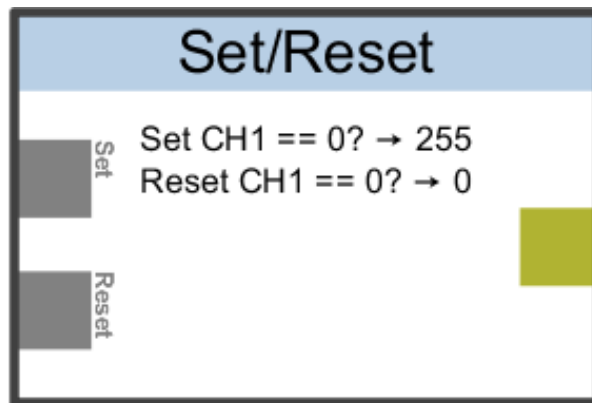 Set/Reset
Set CH1 == 0? → 255
Reset CH1 == 0? → 0
Set
Reset